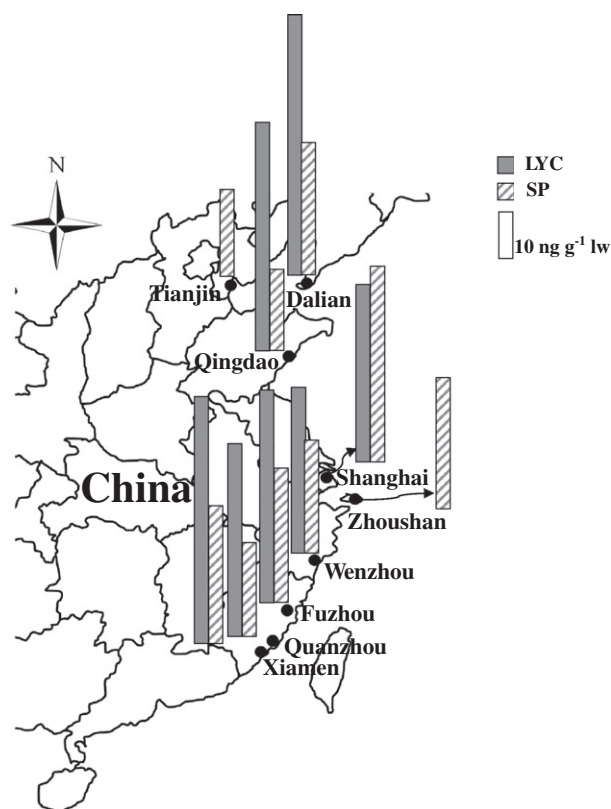 N
LYC
SP
10 ng g-1 lw
Tianjin
Dalian
Qingdao
China
Shanghai
Zhoushan
Wenzhou
Fuzhou
Quanzhou
Xiamen